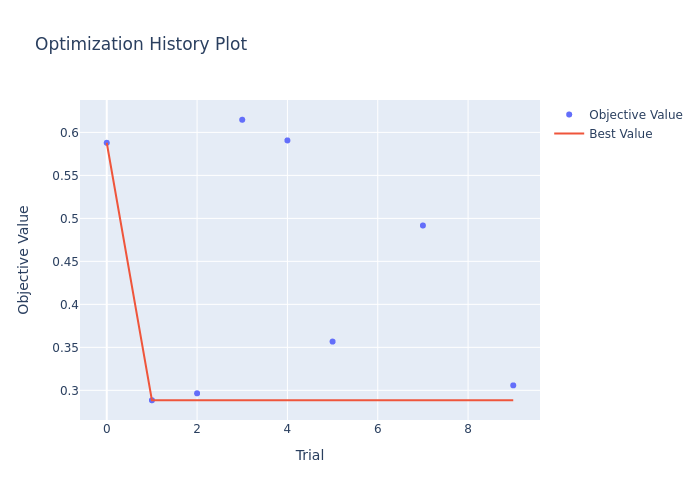 Optimization History Plot
Objective Value
Best Value
0.6
0.55
0.5
0.45
0.4
0.35
0.3
Objective Value
0
2
4
6
8
Trial